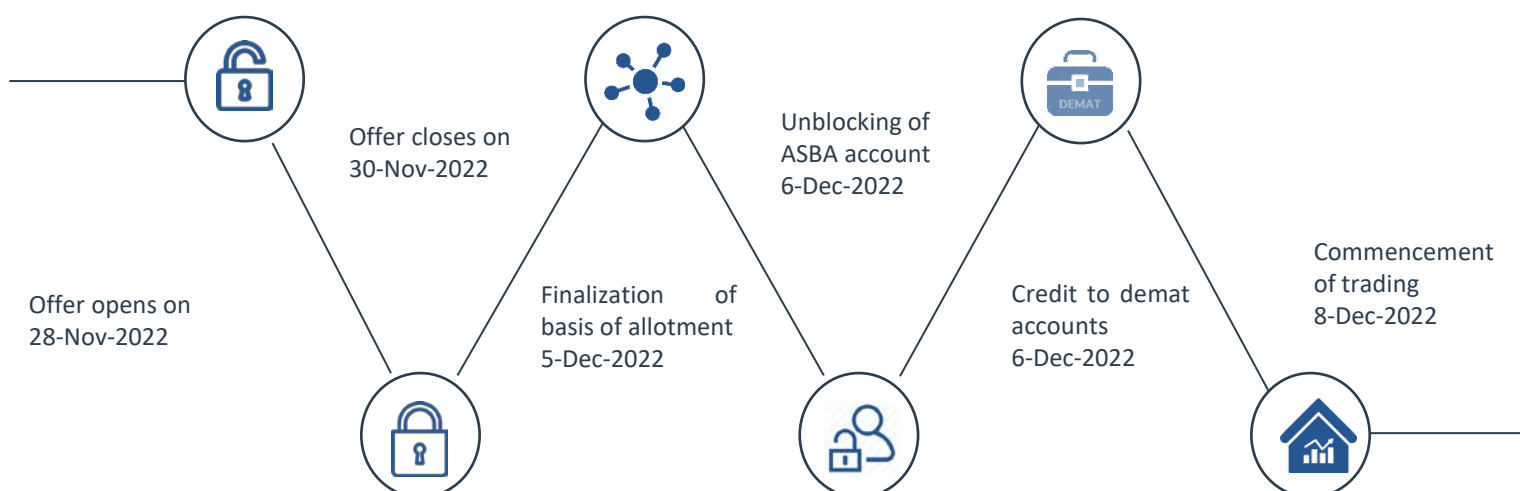 Offer opens on
28-Nov-2022
Offer closes on
30-Nov-2022
Finalization of
basis of allotment
5-Dec-2022
Unblocking of
ASBA account
6-Dec-2022
DEMAT
Credit to demat
accounts
6-Dec-2022
Commencement
of trading
8-Dec-2022